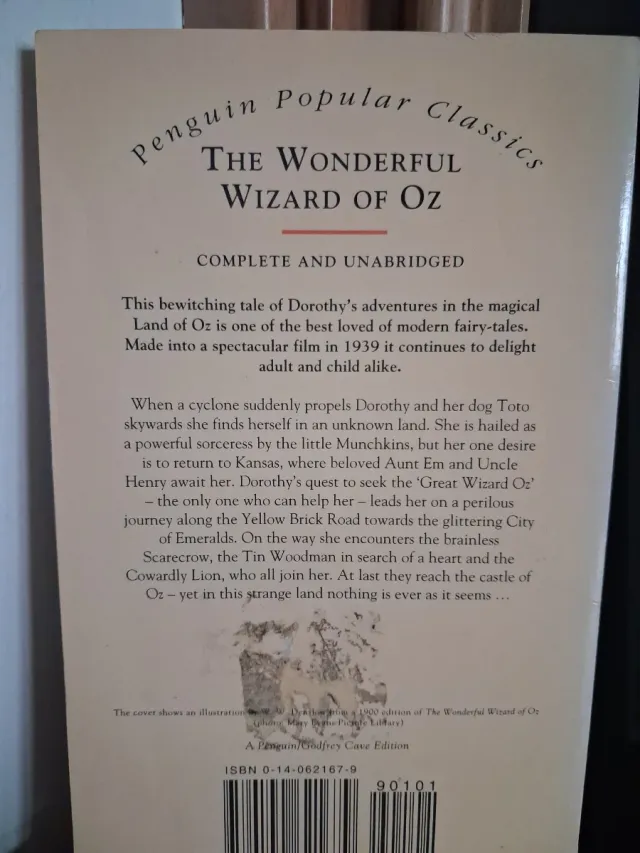 Penguin Popular Classics
THE WONDERFUL
WIZARD OF OZ
COMPLETE AND UNABRIDGED
This bewitching tale of Dorothy's adventures in the magical
Land of Oz is one of the best loved of modern fairy-tales.
Made into a spectacular film in 1939 it continues to delight
adult and child alike.
When a cyclone suddenly propels Dorothy and her dog Toto
skywards she finds herself in an unknown land. She is hailed as
a powerful sorceress by the little Munchkins, but her one desire
is to return to Kansas, where beloved Aunt Em and Uncle
Henry await her. Dorothy's quest to seek the ‘Great Wizard Oz’
– the only one who can help her – leads her on a perilous
journey along the Yellow Brick Road towards the glittering City
of Emeralds. On the way she encounters the brainless
Scarecrow, the Tin Woodman in search of a heart and the
Cowardly Lion, who all join her. At last they reach the castle of
Oz – yet in this strange land nothing is ever as it seems …
The cover shows an illustration from a 1900 edition of The Wonderful Wizard of Oz
(photo: Mary Evans Picture Library)
A Penguin/Godfrey Cave Edition
ISBN 0-14-062167-9
90101